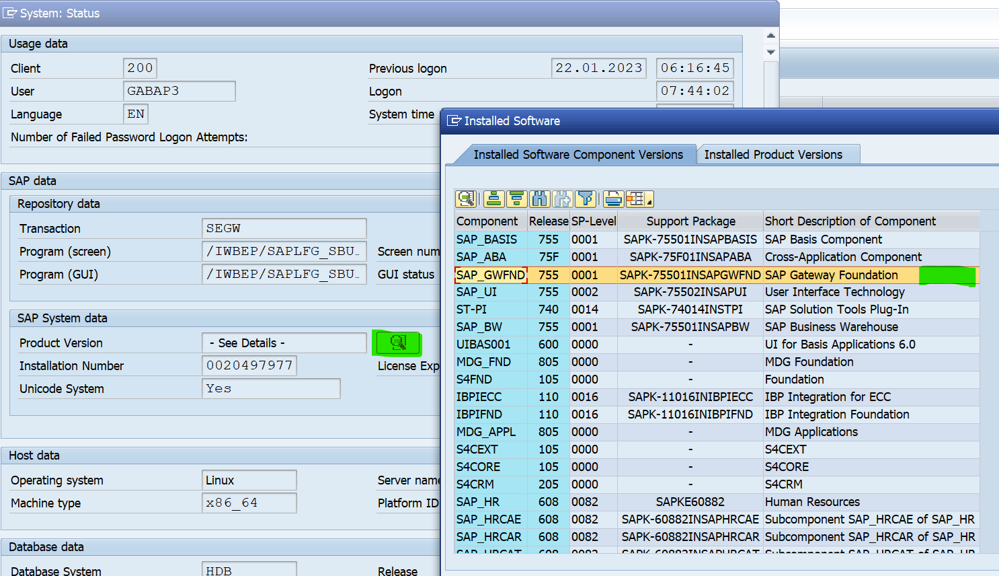 System: Status
Usage data
Client 200 Previous logon 22.01.2023 06:16:45
User GABAP3 Logon 07:44:02
Language EN System time
Number of Failed Password Logon Attempts:
SAP data
Repository data
Transaction SEGW
Program (screen) /IWBEP/SAPLFG_SBU… Screen num
Program (GUI) /IWBEP/SAPLFG_SBU… GUI status
SAP System data
Product Version - See Details -
Installation Number 0020497977 License Exp
Unicode System Yes
Host data
Operating system Linux Server name
Machine type x86_64 Platform ID
Database data
Database System HDB Release
Installed Software
Installed Software Component Versions Installed Product Versions
Component Release SP-Level Support Package Short Description of Component
SAP_BASIS 755 0001 SAPK-75501INSAPBASIS SAP Basis Component
SAP_ABA 75F 0001 SAPK-75F01INSAPABA Cross-Application Component
SAP_GWFND 755 0001 SAPK-75501INSAPGWFND SAP Gateway Foundation
SAP_UI 755 0002 SAPK-75502INSAPUI User Interface Technology
ST-PI 740 0014 SAPK-74014INSTPI SAP Solution Tools Plug-In
SAP_BW 755 0001 SAPK-75501INSAPBW SAP Business Warehouse
UIBAS001 600 0000 - UI for Basis Applications 6.0
MDG_FND 805 0000 - MDG Foundation
S4FND 105 0000 - Foundation
IBPIECC 110 0016 SAPK-11016INIBPIECC IBP Integration for ECC
IBPIFND 110 0016 SAPK-11016INIBPIFND IBP Integration Foundation
MDG_APPL 805 0000 - MDG Applications
S4CEXT 105 0000 - S4CEXT
S4CORE 105 0000 - S4CORE
S4CRM 205 0000 - S4CRM
SAP_HR 608 0082 SAPKE60882 Human Resources
SAP_HRCAE 608 0082 SAPK-60882INSAPHRCAE Subcomponent SAP_HRCAE of SAP_HR
SAP_HRCAR 608 0082 SAPK-60882INSAPHRCAR Subcomponent SAP_HRCAR of SAP_HR
SAP_HRCAT 608 0082 SAPK-60882INSAPHRCAT Subcomponent SAP_HRCAT of SAP_HR